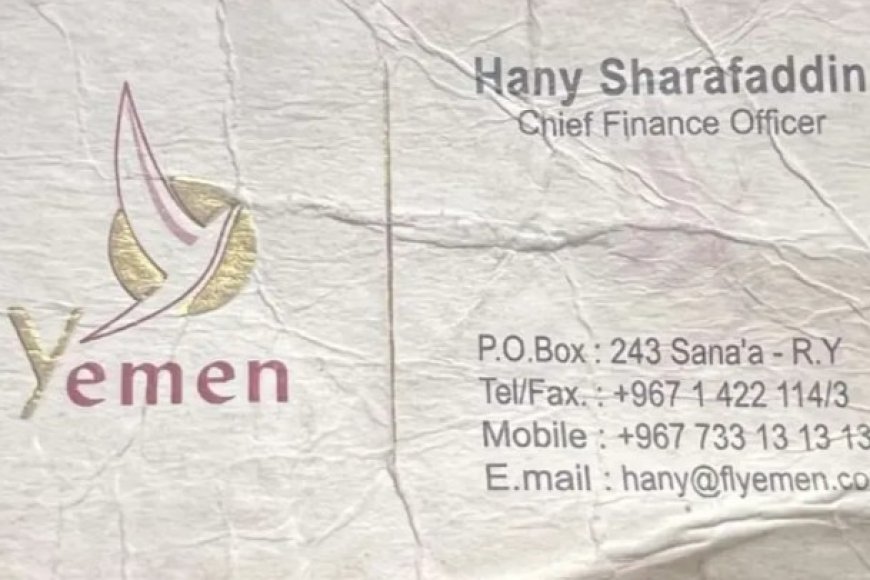 Yemen
Hany Sharafaddin
Chief Finance Officer
P.O.Box : 243 Sana'a - R.Y
Tel/Fax. : +967 1 422 114/3
Mobile : +967 733 13 13 13
E.mail : hany@flyemen.co